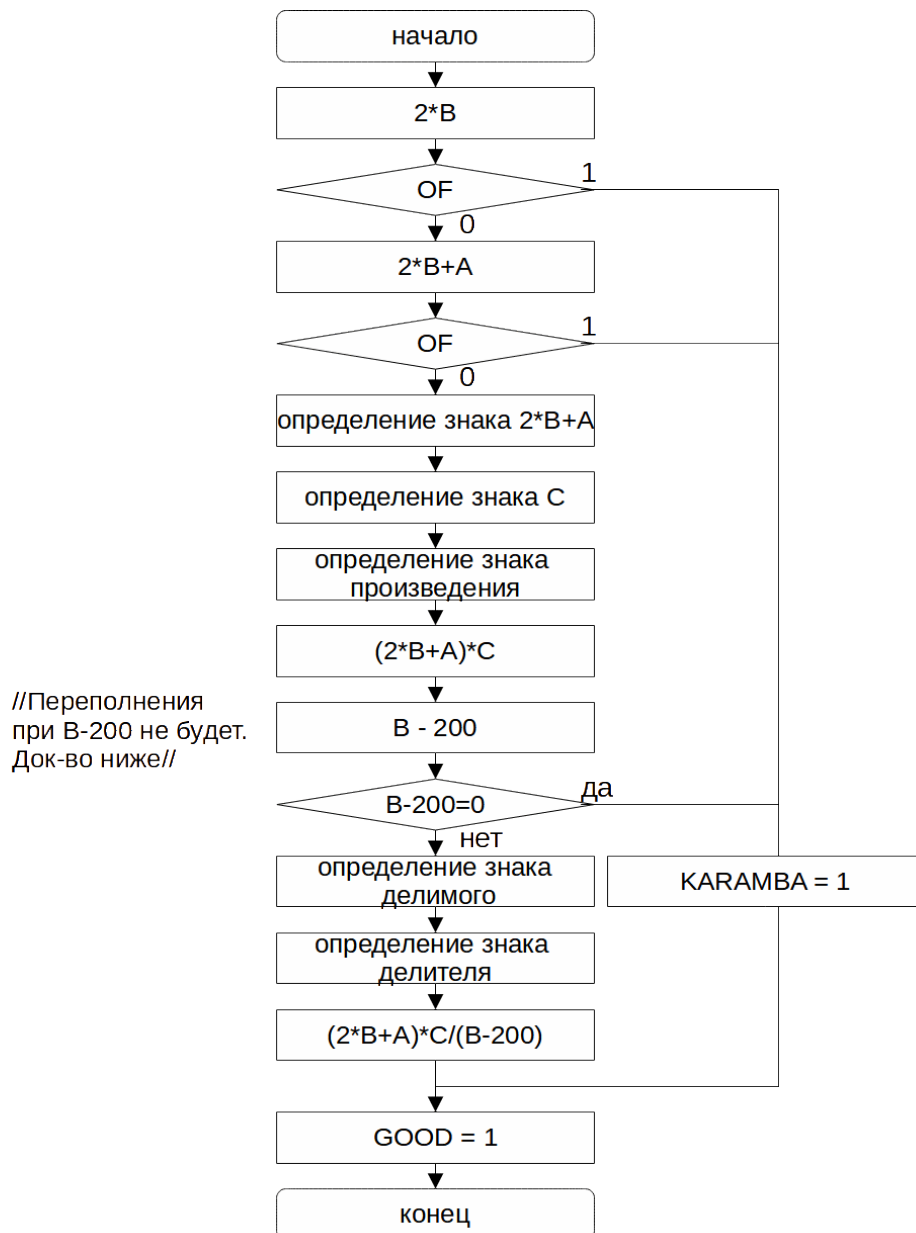 начало
2*B
OF
1
0
2*B+A
OF
1
0
определение знака 2*B+A
определение знака C
определение знака
произведения
(2*B+A)*C
//Переполнения
при B-200 не будет.
Док-во ниже//
B - 200
B-200=0
да
нет
определение знака
делимого
KARAMBA = 1
определение знака
делителя
(2*B+A)*C/(B-200)
GOOD = 1
конец